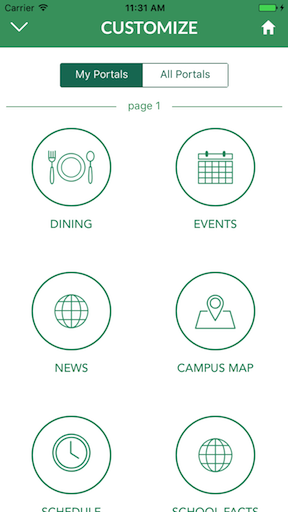 Carrier 11:31 AM
CUSTOMIZE
My Portals All Portals
page 1
DINING EVENTS
NEWS CAMPUS MAP
SCHEDULE SCHOOL FACTS